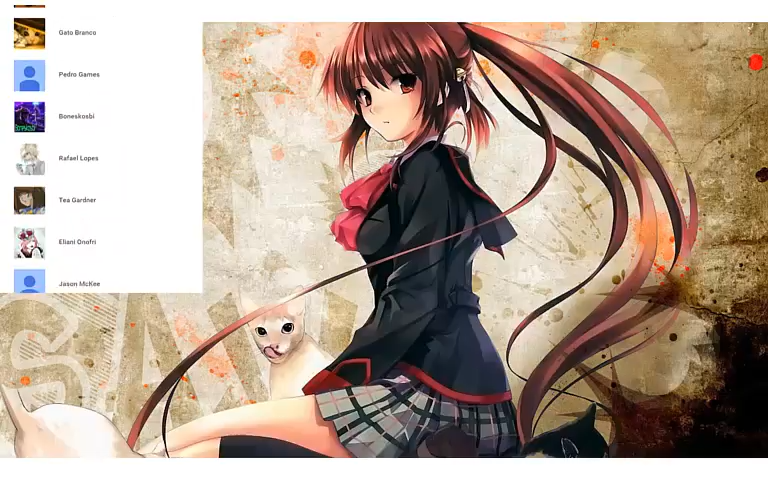 Gato Branco
Pedro Games
Boneskosbi
Rafael Lopes
Tea Gardner
Eliani Onofri
Jason McKee